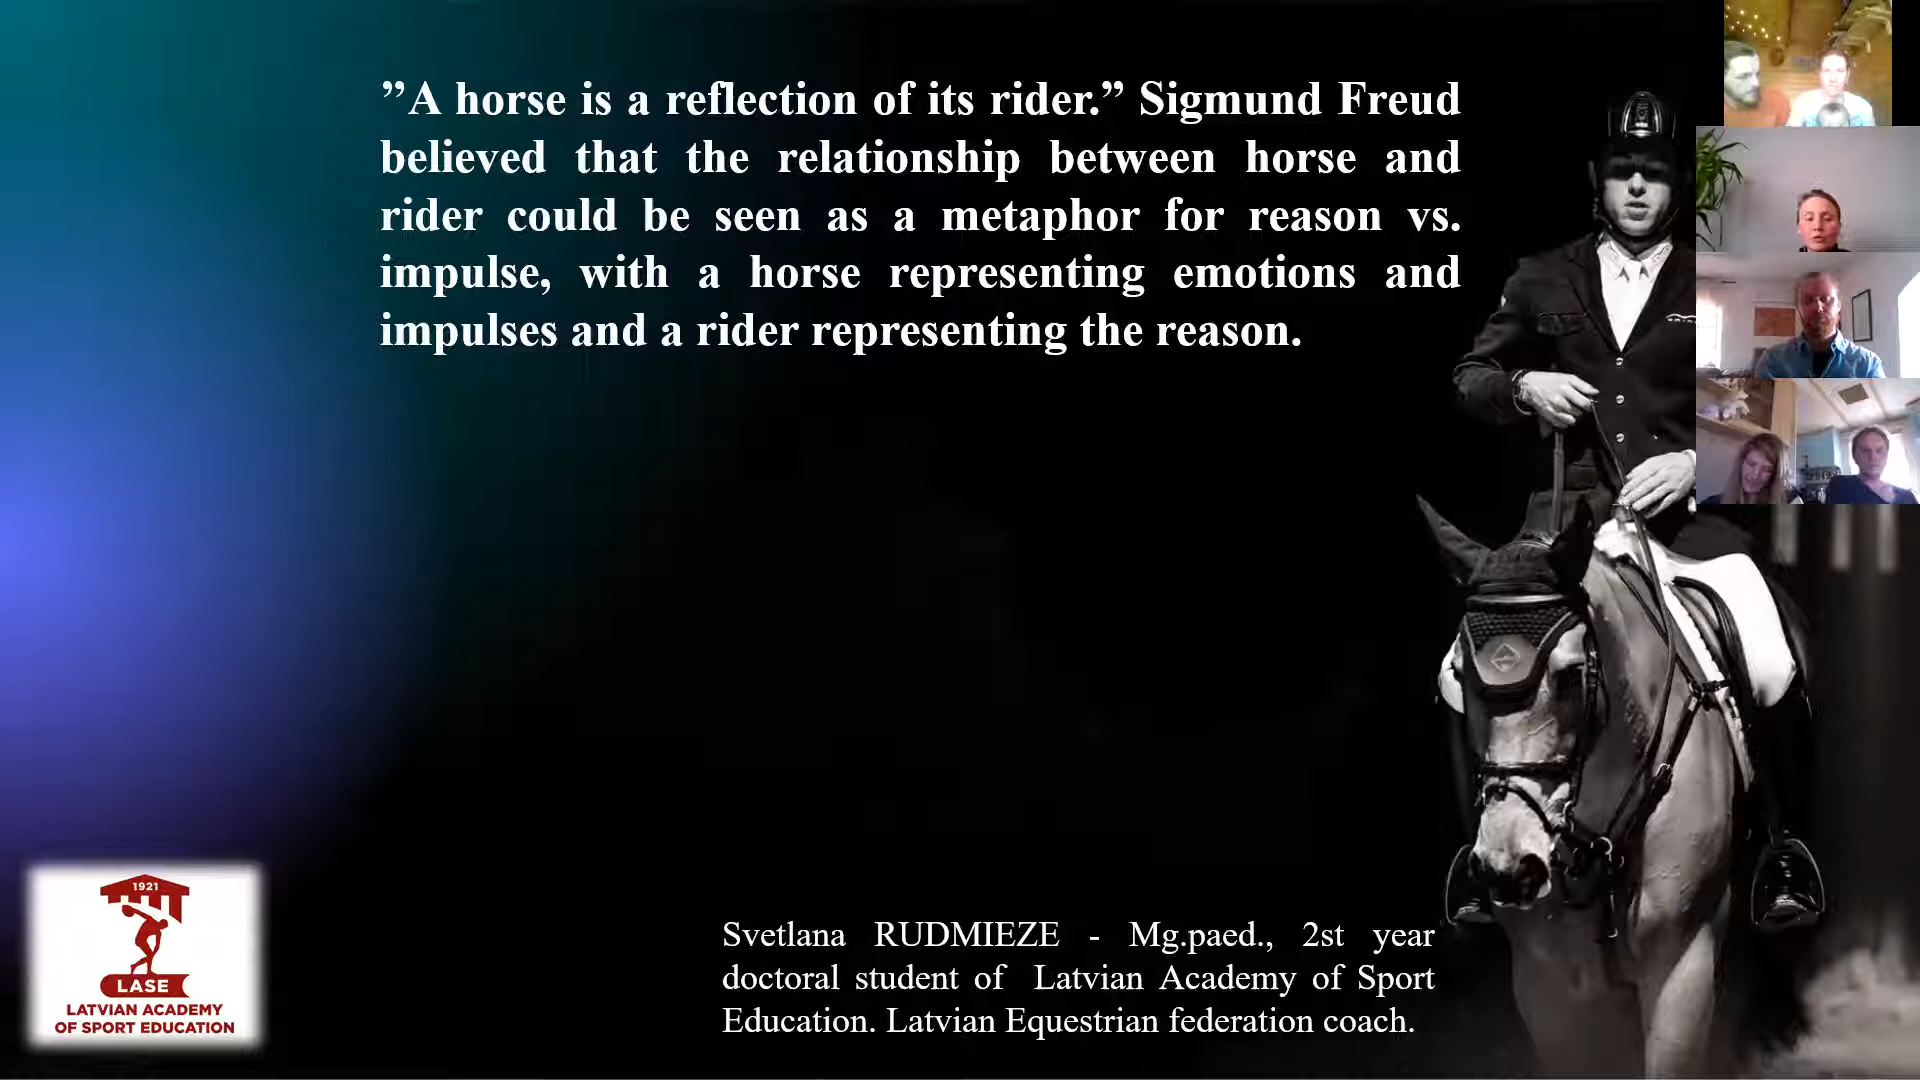 ”A horse is a reflection of its rider.” Sigmund Freud
believed that the relationship between horse and
rider could be seen as a metaphor for reason vs.
impulse, with a horse representing emotions and
impulses and a rider representing the reason.
Svetlana RUDMIEZE - Mg.paed., 2st year
doctoral student of Latvian Academy of Sport
Education. Latvian Equestrian federation coach.
1921
LASE
LATVIAN ACADEMY
OF SPORT EDUCATION